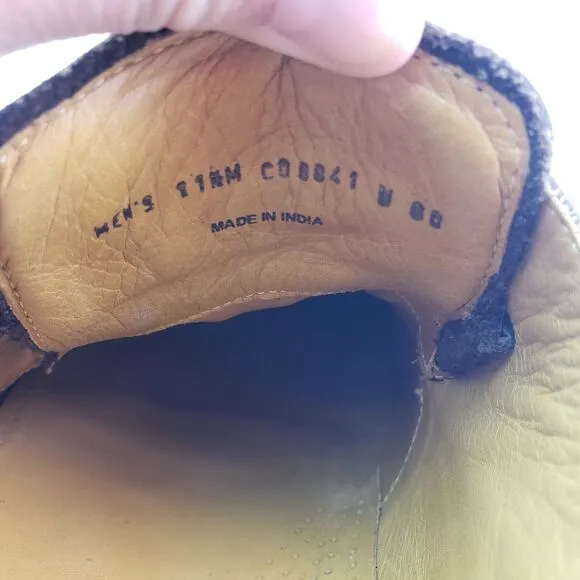 MEN'S 11NM C08841 W 08
MADE IN INDIA